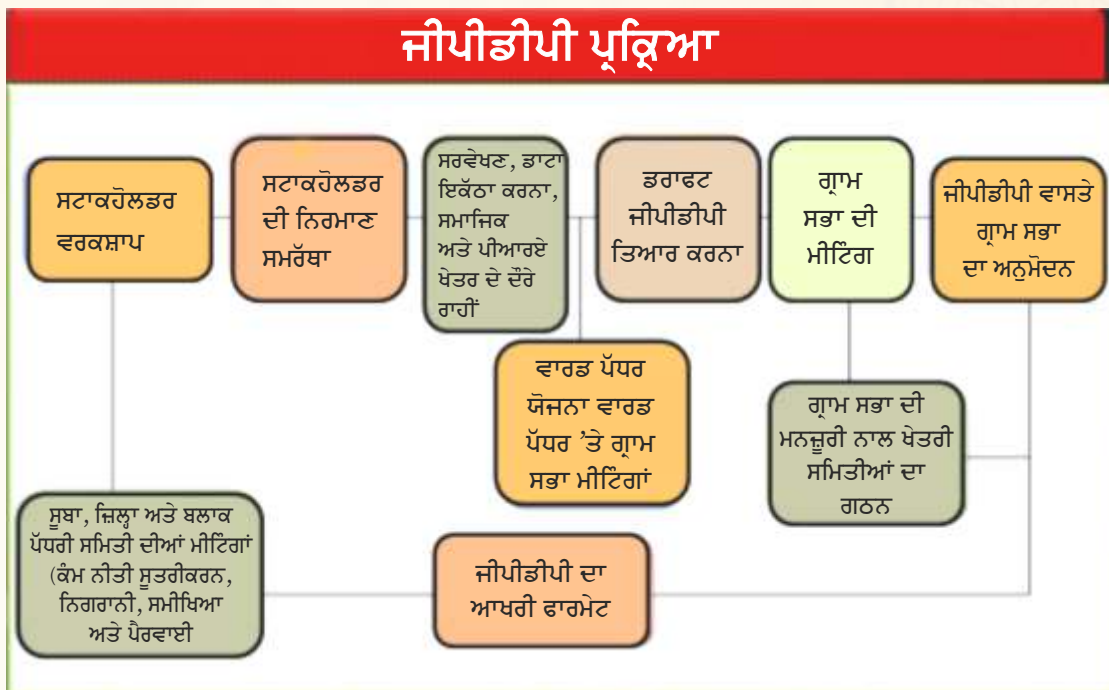 ਜੀਪੀਡੀਪੀ ਪ੍ਰਕ੍ਰਿਆ
ਸਟਾਕਹੋਲਡਰ
ਵਰਕਸ਼ਾਪ
ਸਟਾਕਹੋਲਡਰ
ਦੀ ਨਿਰਮਾਣ
ਸਮਰੱਥਾ
ਸਰਵੇਖਣ, ਡਾਟਾ
ਇਕੱਠਾ ਕਰਨਾ,
ਸਮਾਜਿਕ
ਅਤੇ ਪੀਆਰਏ
ਖੇਤਰ ਦੇ ਦੌਰੇ
ਰਾਹੀਂ
ਡਰਾਫਟ
ਜੀਪੀਡੀਪੀ
ਤਿਆਰ ਕਰਨਾ
ਗ੍ਰਾਮ
ਸਭਾ ਦੀ
ਮੀਟਿੰਗ
ਜੀਪੀਡੀਪੀ ਵਾਸਤੇ
ਗ੍ਰਾਮ ਸਭਾ
ਦਾ ਅਨੁਮੋਦਨ
ਵਾਰਡ ਪੱਧਰ
ਯੋਜਨਾ ਵਾਰਡ
ਪੱਧਰ ’ਤੇ ਗ੍ਰਾਮ
ਸਭਾ ਮੀਟਿੰਗਾਂ
ਗ੍ਰਾਮ ਸਭਾ ਦੀ
ਮਨਜ਼ੂਰੀ ਨਾਲ ਖੇਤਰੀ
ਸਮਿਤੀਆਂ ਦਾ
ਗਠਨ
ਸੂਬਾ, ਜ਼ਿਲ੍ਹਾ ਅਤੇ ਬਲਾਕ
ਪੱਧਰੀ ਸਮਿਤੀ ਦੀਆਂ ਮੀਟਿੰਗਾਂ
(ਕੰਮ ਨੀਤੀ ਸੂਤਰੀਕਰਨ,
ਨਿਗਰਾਨੀ, ਸਮੀਖਿਆ
ਅਤੇ ਪੈਰਵਾਈ
ਜੀਪੀਡੀਪੀ ਦਾ
ਆਖਰੀ ਫਾਰਮੇਟ